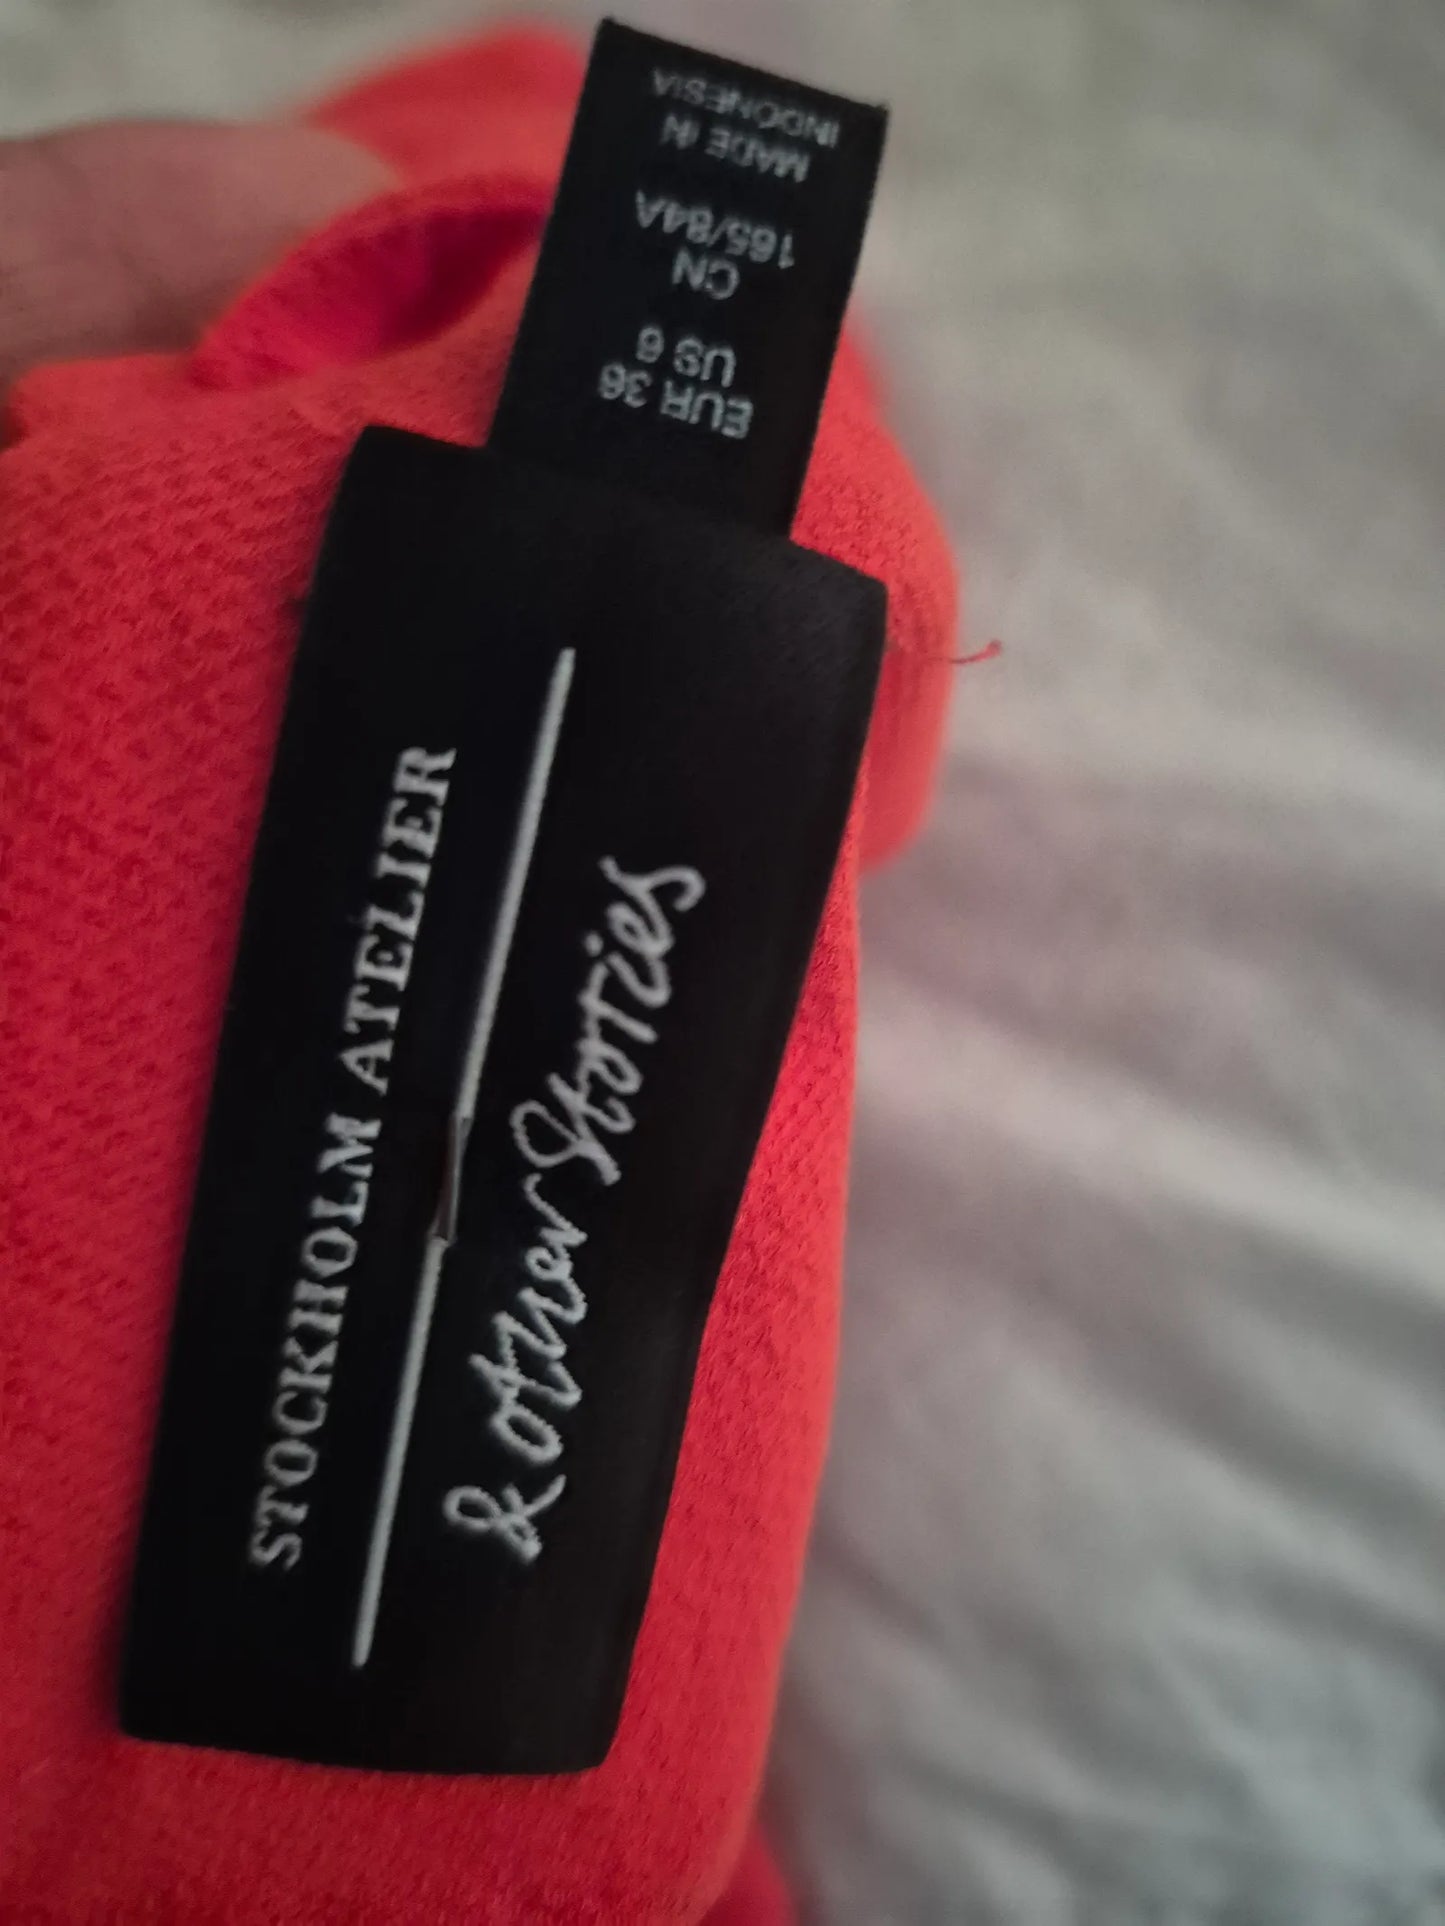 STOCKHOLM ATELIER
& other Stories
EUR 36
US 6
CN
165/84A
MADE IN
INDONESIA